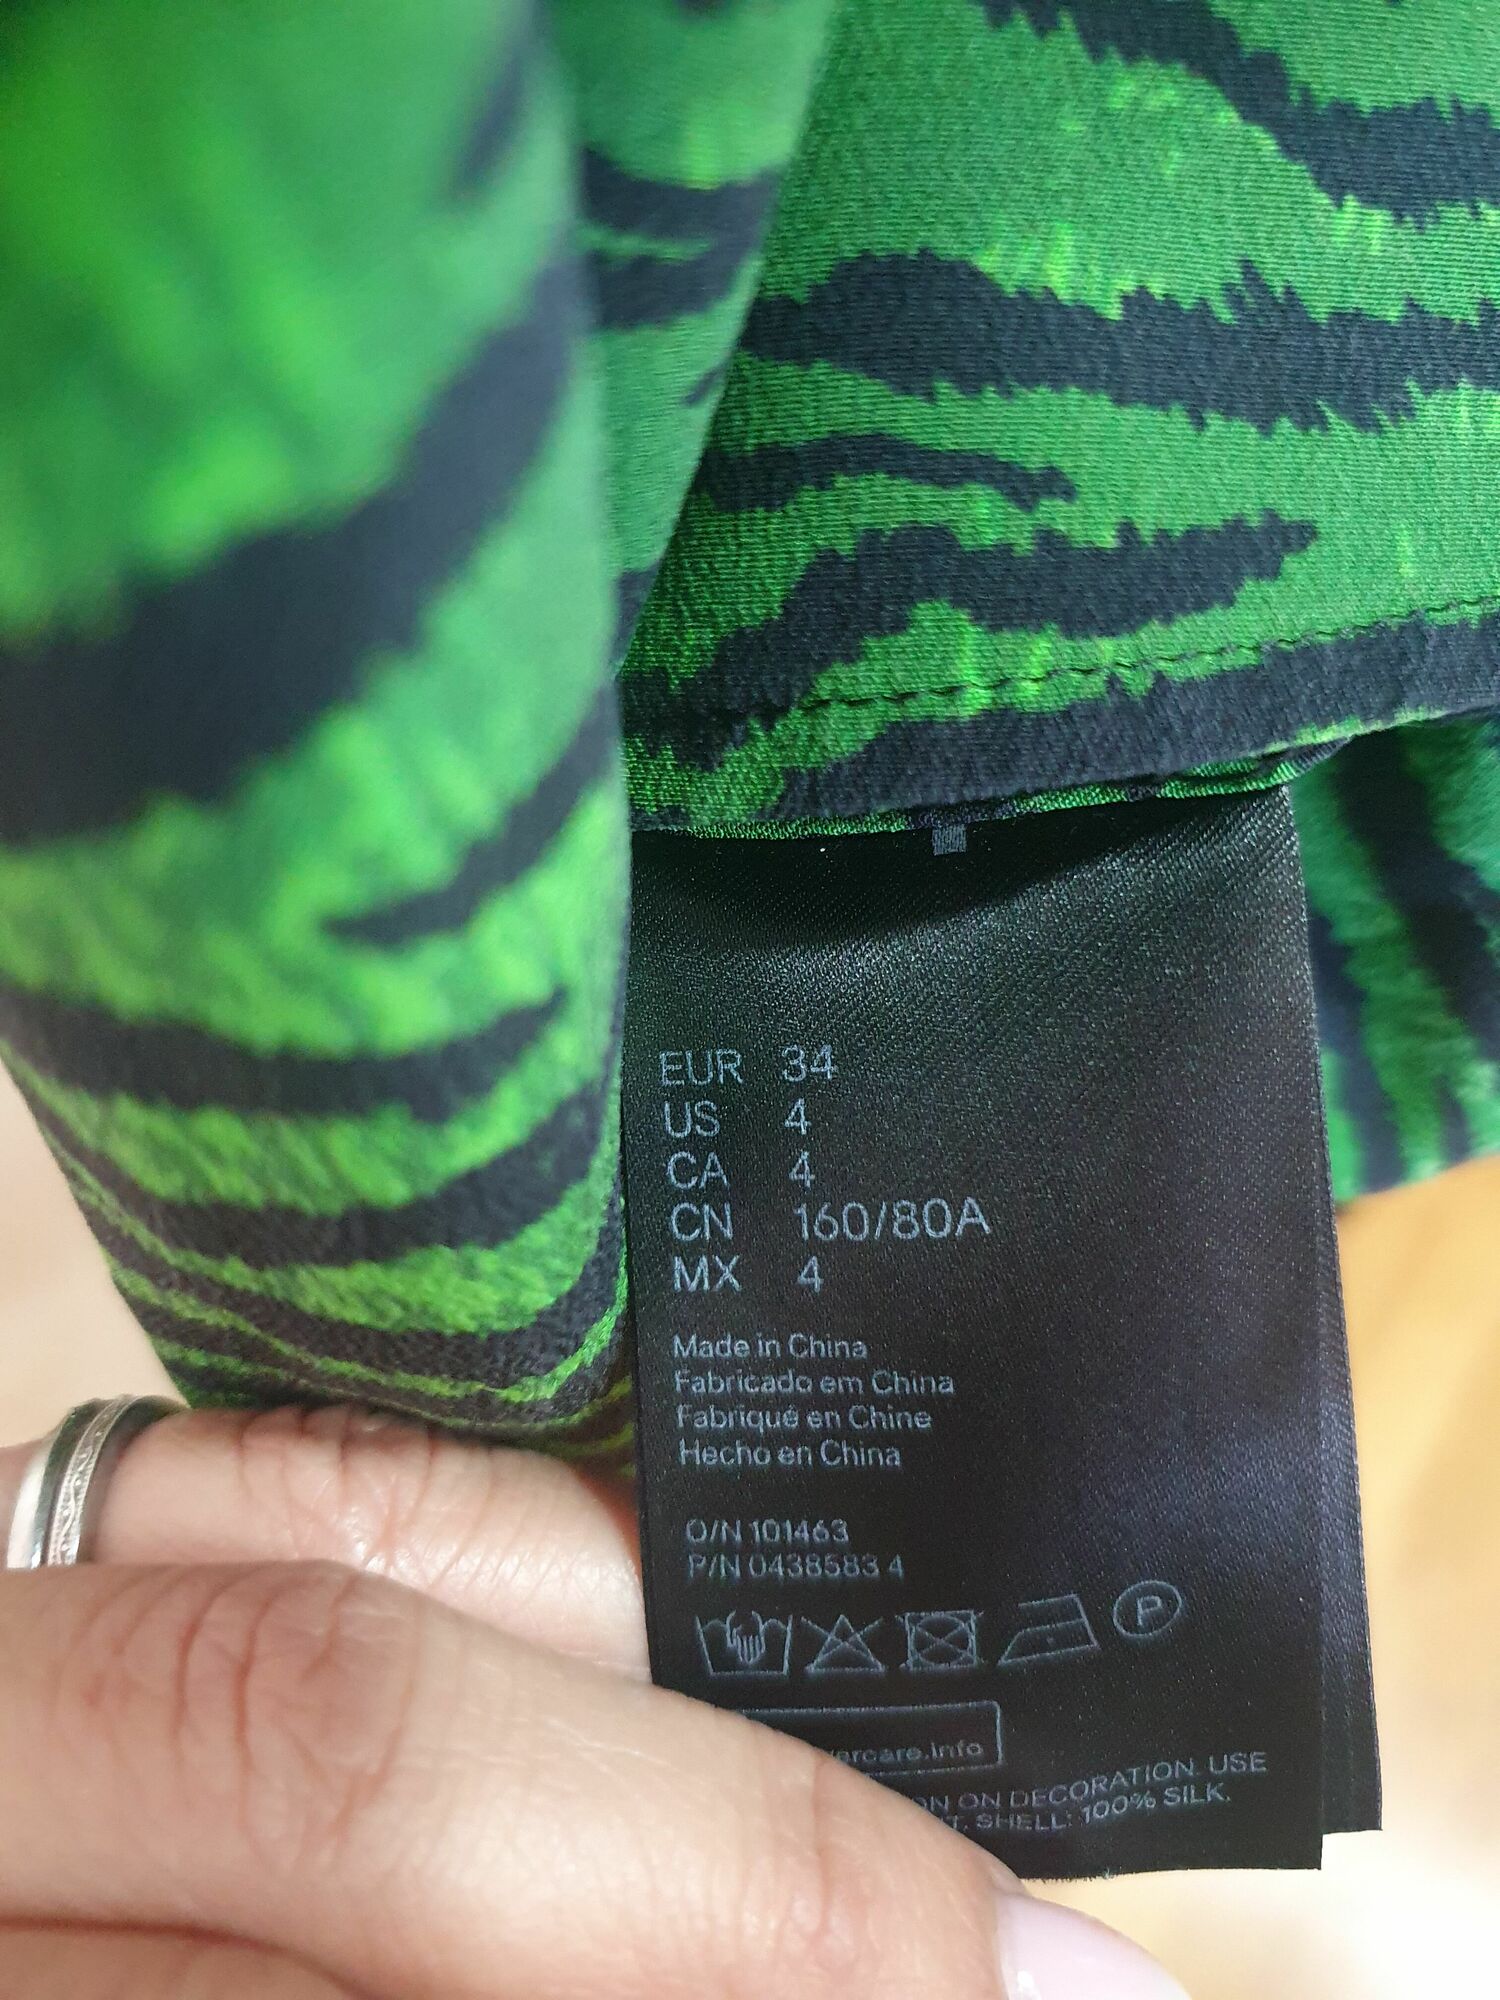 EUR 34
US 4
CA 4
CN 160/80A
MX 4
Made in China
Fabricado em China
Fabriqué en Chine
Hecho en China
O/N 101463
P/N 0438583 4
P
ercare.info
ON DECORATION. USE
SHELL: 100% SILK.